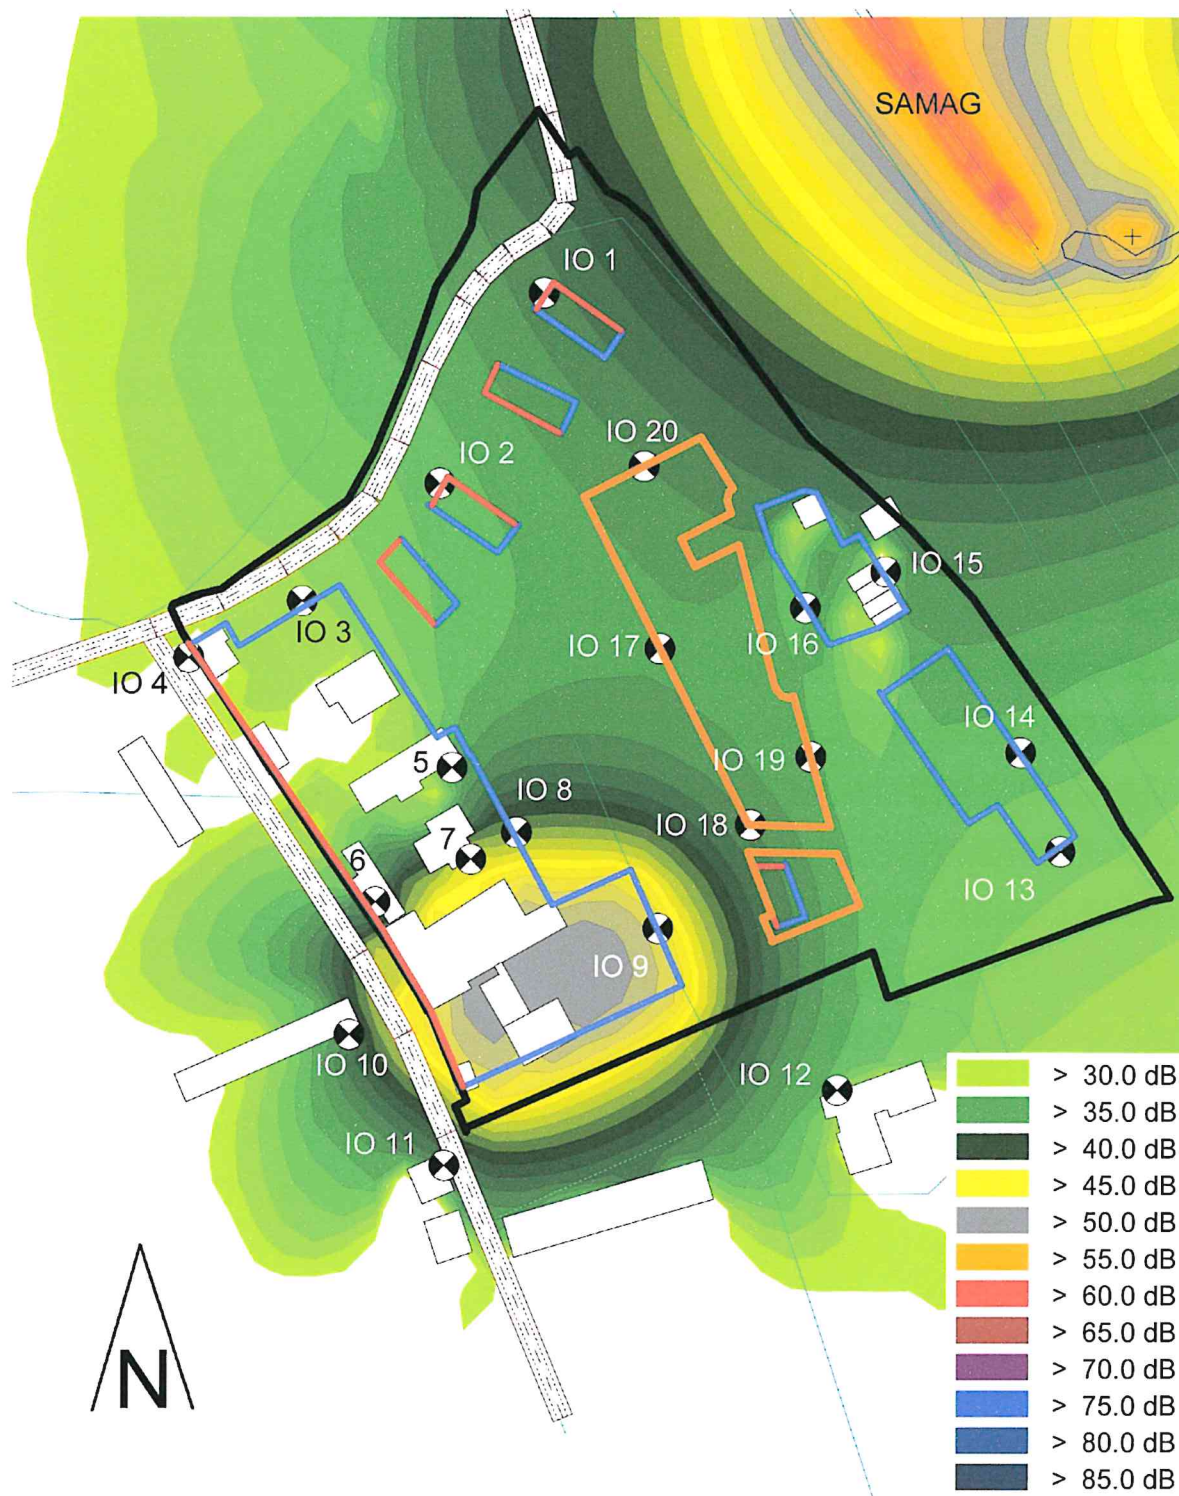 SAMAG
IO 1
IO 20
IO 2
IO 15
IO 3
IO 17
IO 16
IO 4
IO 14
5
IO 19
IO 8
IO 18
7
6
IO 13
IO 9
IO 10
IO 12
IO 11
N
> 30.0 dB
> 35.0 dB
> 40.0 dB
> 45.0 dB
> 50.0 dB
> 55.0 dB
> 60.0 dB
> 65.0 dB
> 70.0 dB
> 75.0 dB
> 80.0 dB
> 85.0 dB